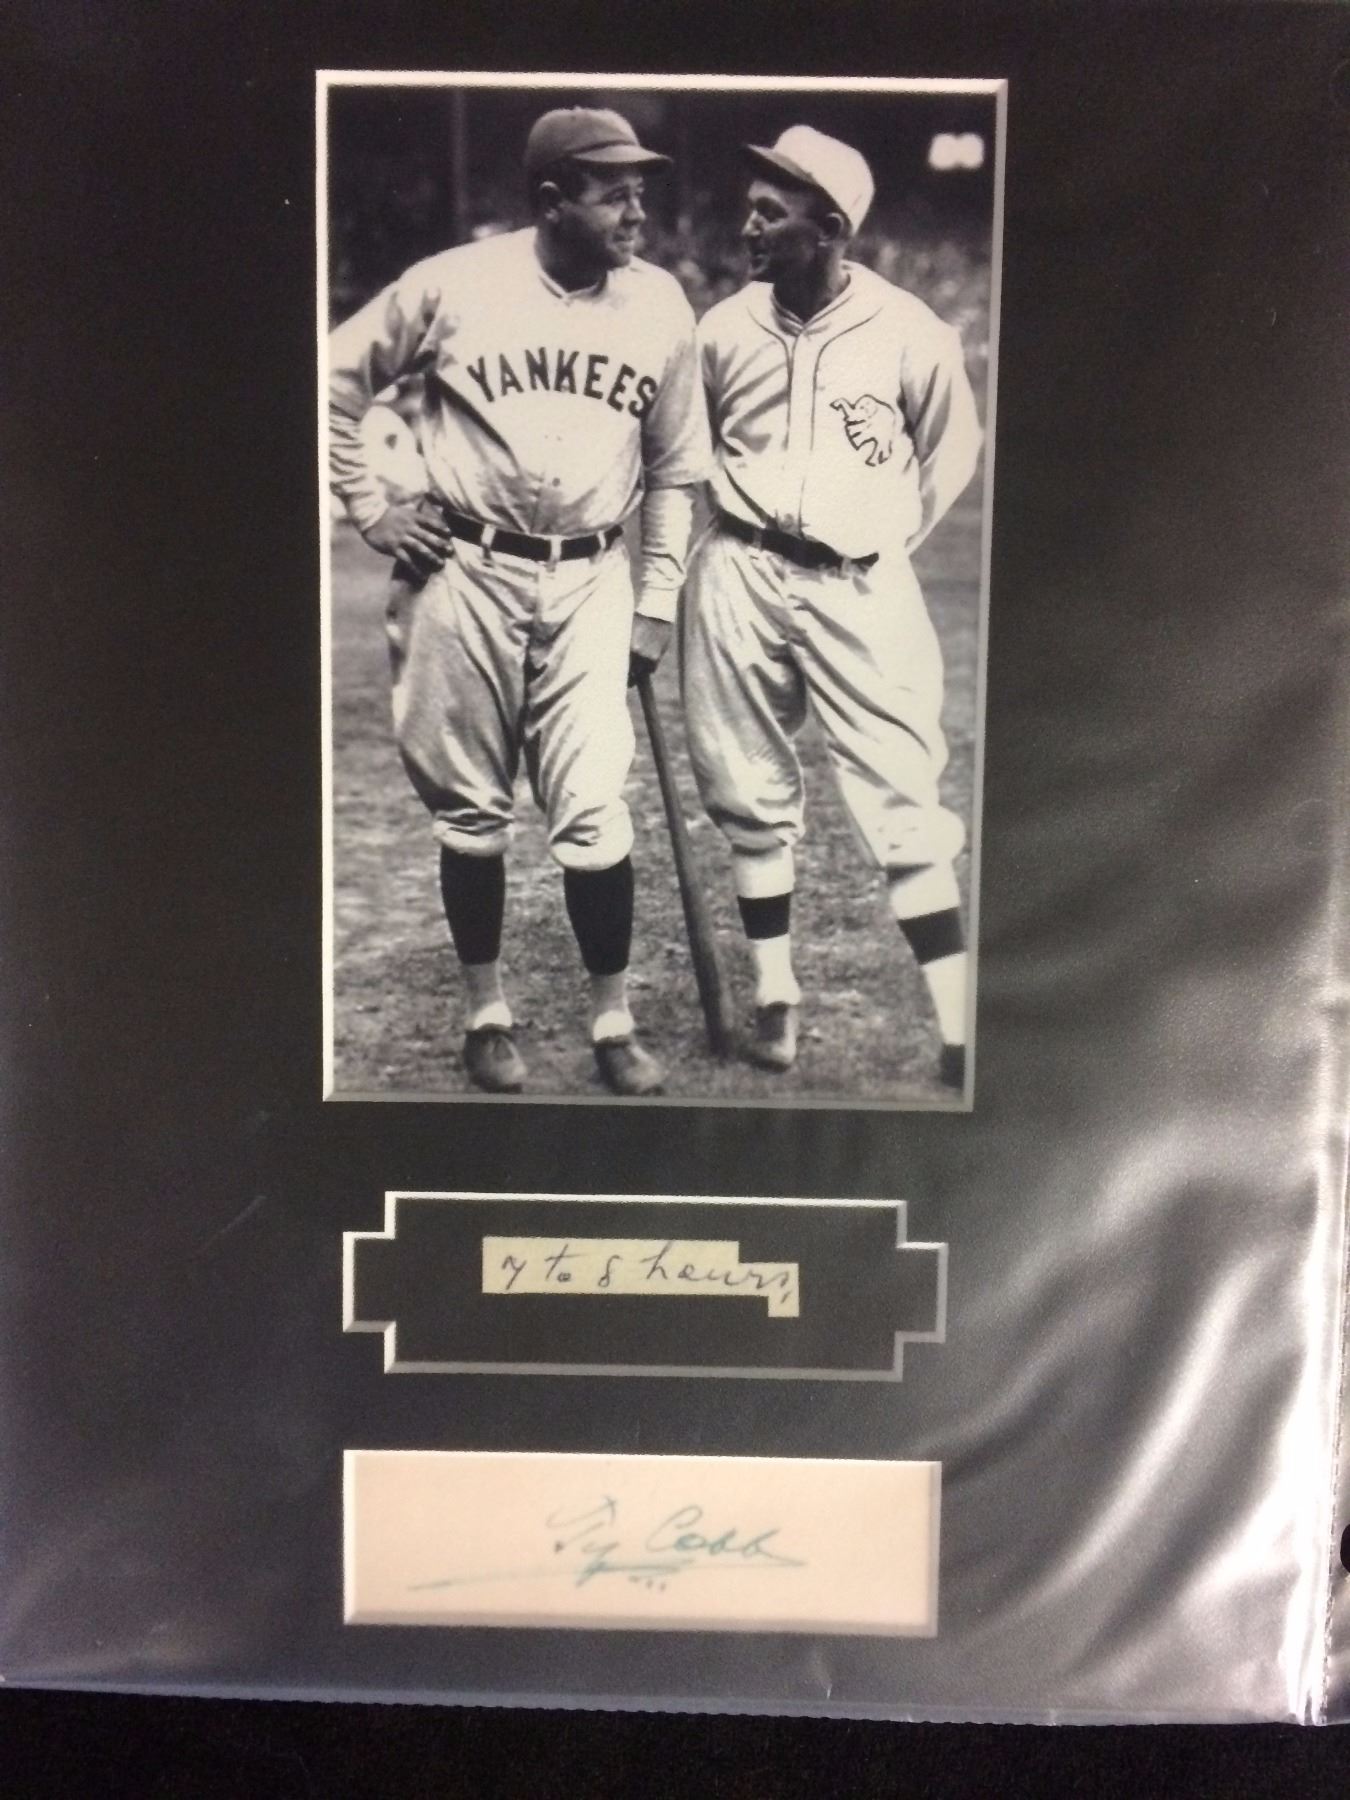 YANKEES
7 to 8 hours,
Ty Cobb